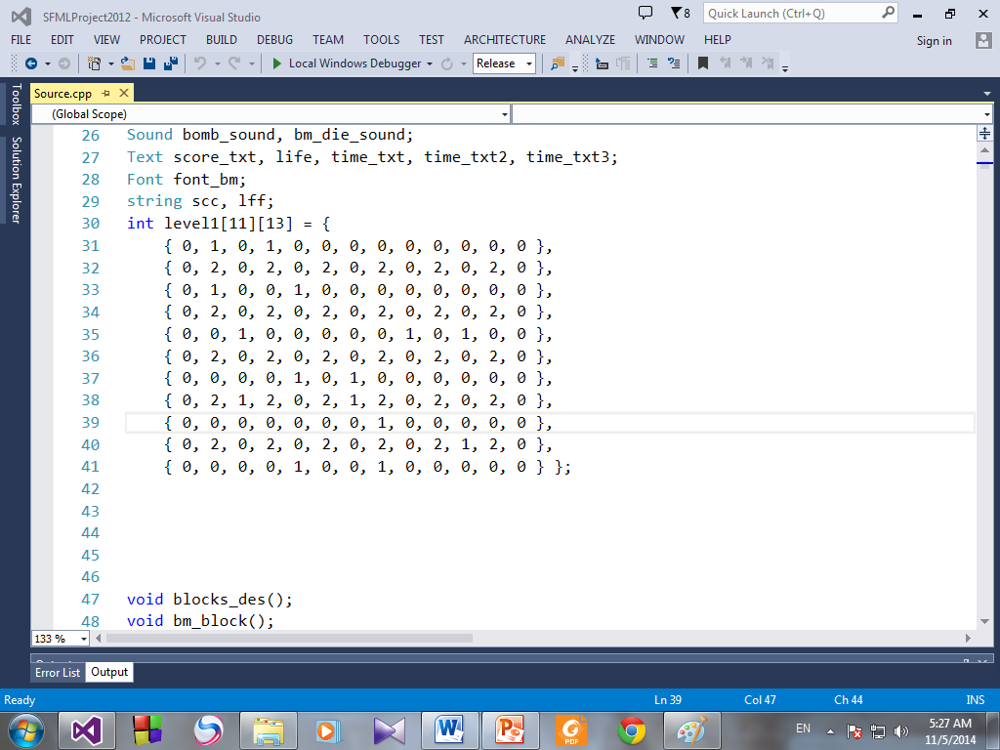 SFMLProject2012 - Microsoft Visual Studio
8
Quick Launch (Ctrl+Q)
FILE EDIT VIEW PROJECT BUILD DEBUG TEAM TOOLS TEST ARCHITECTURE ANALYZE WINDOW HELP Sign in
Local Windows Debugger Release
Toolbox
Solution Explorer
Source.cpp
(Global Scope)
26 Sound bomb_sound, bm_die_sound;
27 Text score_txt, life, time_txt, time_txt2, time_txt3;
28 Font font_bm;
29 string scc, lff;
30 int level1[11][13] = {
31 { 0, 1, 0, 1, 0, 0, 0, 0, 0, 0, 0, 0, 0 },
32 { 0, 2, 0, 2, 0, 2, 0, 2, 0, 2, 0, 2, 0 },
33 { 0, 1, 0, 0, 1, 0, 0, 0, 0, 0, 0, 0, 0 },
34 { 0, 2, 0, 2, 0, 2, 0, 2, 0, 2, 0, 2, 0 },
35 { 0, 0, 1, 0, 0, 0, 0, 0, 1, 0, 1, 0, 0 },
36 { 0, 2, 0, 2, 0, 2, 0, 2, 0, 2, 0, 2, 0 },
37 { 0, 0, 0, 0, 1, 0, 1, 0, 0, 0, 0, 0, 0 },
38 { 0, 2, 1, 2, 0, 2, 1, 2, 0, 2, 0, 2, 0 },
39 { 0, 0, 0, 0, 0, 0, 0, 1, 0, 0, 0, 0, 0 },
40 { 0, 2, 0, 2, 0, 2, 0, 2, 0, 2, 1, 2, 0 },
41 { 0, 0, 0, 0, 1, 0, 0, 1, 0, 0, 0, 0, 0 } };
42
43
44
45
46
47 void blocks_des();
48 void bm_block();
133 %
Error List Output
Ready Ln 39 Col 47 Ch 44 INS
PDF
EN
5:27 AM
11/5/2014